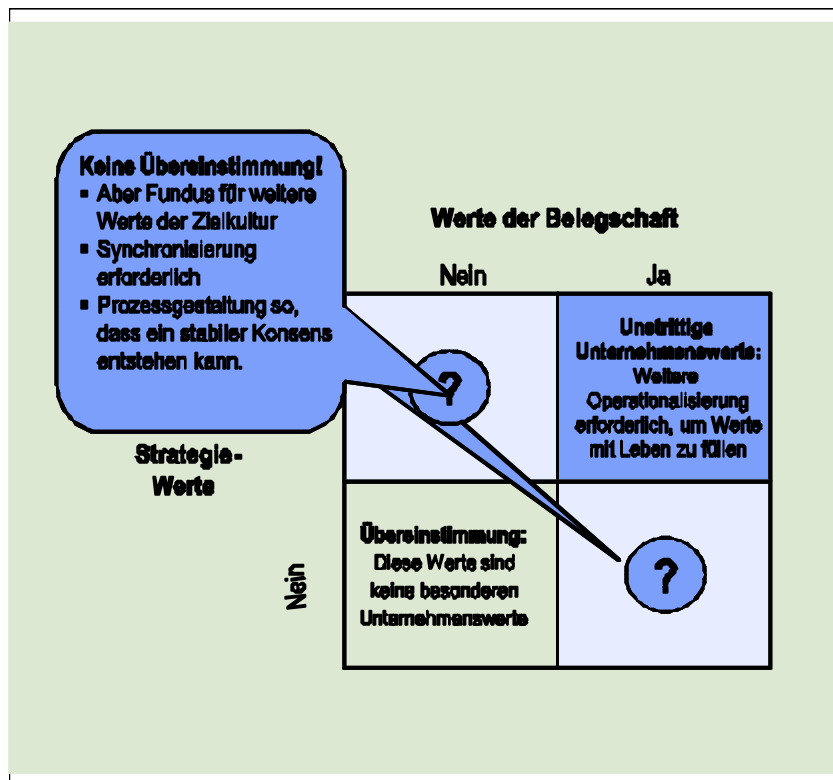 Keine Übereinstimmung!
▪ Aber Fundus für weitere
Werte der Zielkultur
▪ Synchronisierung
erforderlich
▪ Prozessgestaltung so,
dass ein stabiler Konsens
entstehen kann.
Werte der Belegschaft
Nein
Ja
Strategie-
Werte
?
Unstrittige
Unternehmenswerte:
Weitere
Operationalisierung
erforderlich, um Werte
mit Leben zu füllen
Nein
Übereinstimmung:
Diese Werte sind
keine besonderen
Unternehmenswerte
?